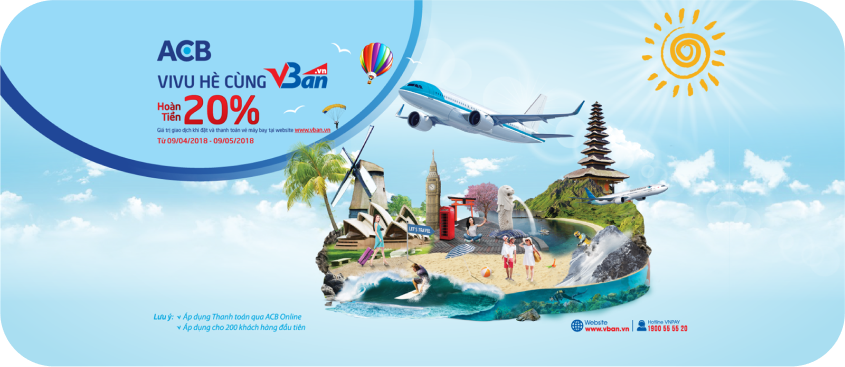 ACB
VIVU HÈ CÙNG VBan.vn
Hoàn
Tiền 20%
Giá trị giao dịch khi đặt và thanh toán vé máy bay tại website www.vban.vn
Từ 09/04/2018 - 09/05/2018
LET'S TRAVEL
Lưu ý: Áp dụng Thanh toán qua ACB Online
Áp dụng cho 200 khách hàng đầu tiên
Website
www.vban.vn
Hotline VNPAY
1900 55 55 20